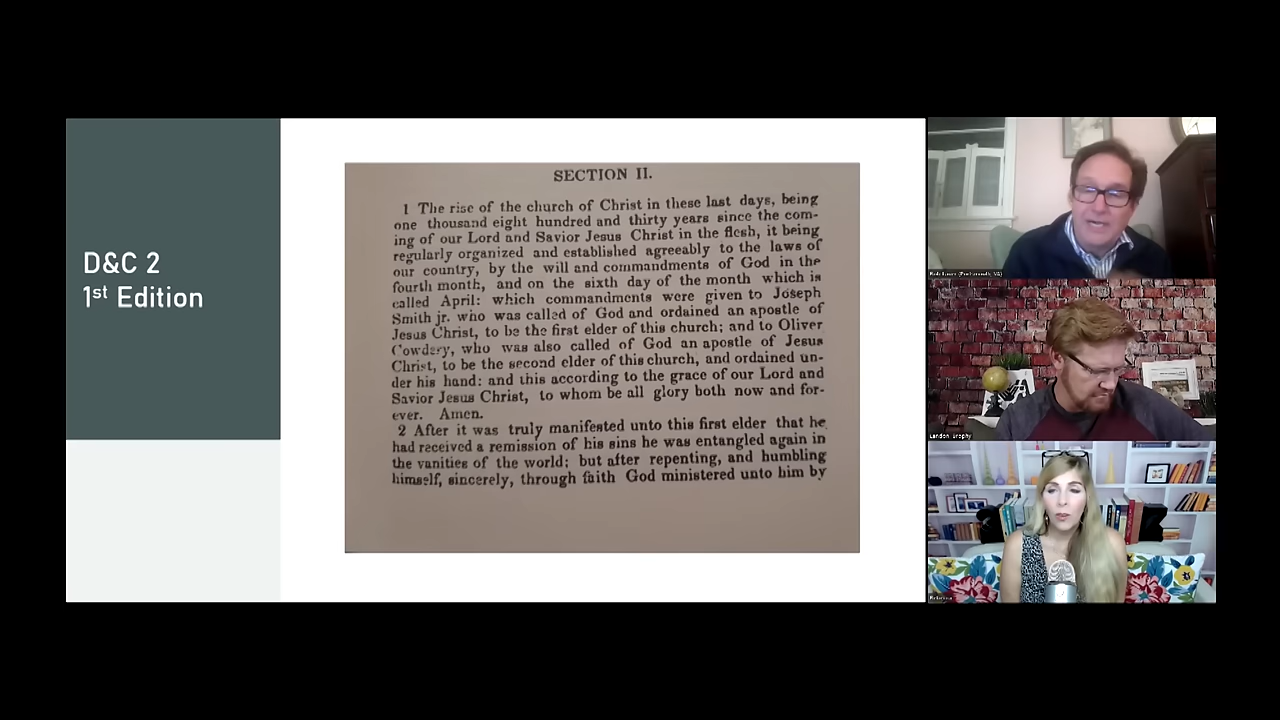 D&C 2
1st Edition
SECTION II.
1 The rise of the church of Christ in these last days, being
one thousand eight hundred and thirty years since the com-
ing of our Lord and Savior Jesus Christ in the flesh, it being
regularly organized and established agreeably to the laws of
our country, by the will and commandments of God in the
fourth month, and on the sixth day of the month which is
called April: which commandments were given to Joseph
Smith jr. who was called of God and ordained an apostle of
Jesus Christ, to be the first elder of this church; and to Oliver
Cowdery, who was also called of God an apostle of Jesus
Christ, to be the second elder of this church, and ordained un-
der his hand: and this according to the grace of our Lord and
Savior Jesus Christ, to whom be all glory both now and for-
ever. Amen.
2 After it was truly manifested unto this first elder that he
had received a remission of his sins he was entangled again in
the vanities of the world; but after repenting, and humbling
himself, sincerely, through faith God ministered unto him by
Landon Brophy